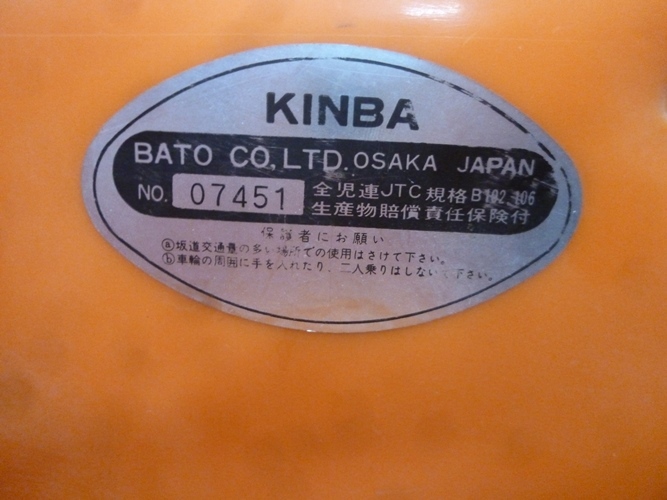 KINBA
BATO CO., LTD. OSAKA JAPAN
NO. 07451 全児連JTC規格B102.106
生産物賠償責任保険付
保護者にお願い
ⓐ坂道交通量の多い場所での使用はさけて下さい。
ⓑ車輪の周囲に手を入れたり、二人乗りはしないで下さい。